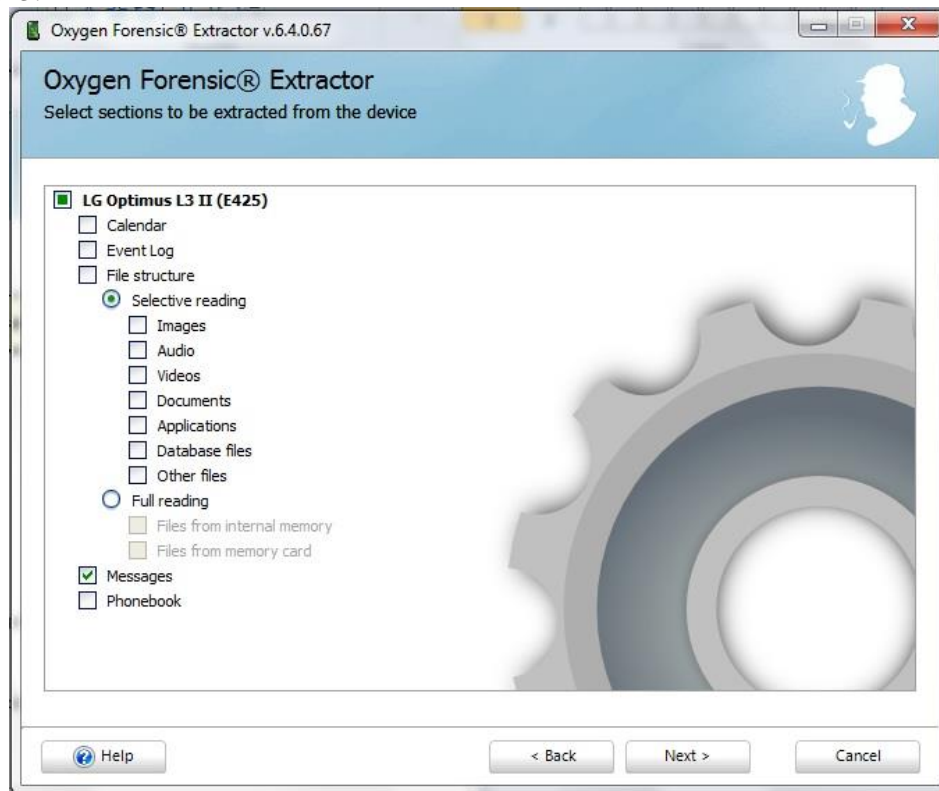 Oxygen Forensic® Extractor v.6.4.0.67
Oxygen Forensic® Extractor
Select sections to be extracted from the device
LG Optimus L3 II (E425)
Calendar
Event Log
File structure
Selective reading
Images
Audio
Videos
Documents
Applications
Database files
Other files
Full reading
Files from internal memory
Files from memory card
Messages
Phonebook
Help
< Back
Next >
Cancel